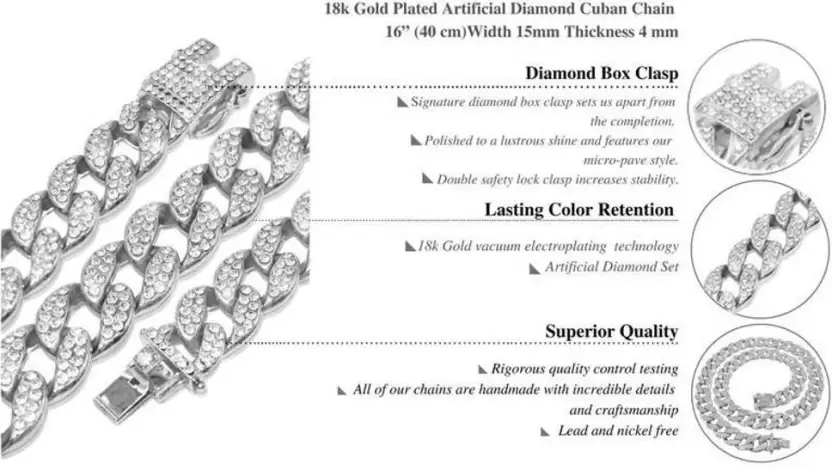 18k Gold Plated Artificial Diamond Cuban Chain
16” (40 cm)Width 15mm Thickness 4 mm
Diamond Box Clasp
Signature diamond box clasp sets us apart from
the completion.
Polished to a lustrous shine and features our
micro-pave style.
Double safety lock clasp increases stability.
Lasting Color Retention
18k Gold vacuum electroplating technology
Artificial Diamond Set
Superior Quality
Rigorous quality control testing
All of our chains are handmade with incredible details
and craftsmanship
Lead and nickel free